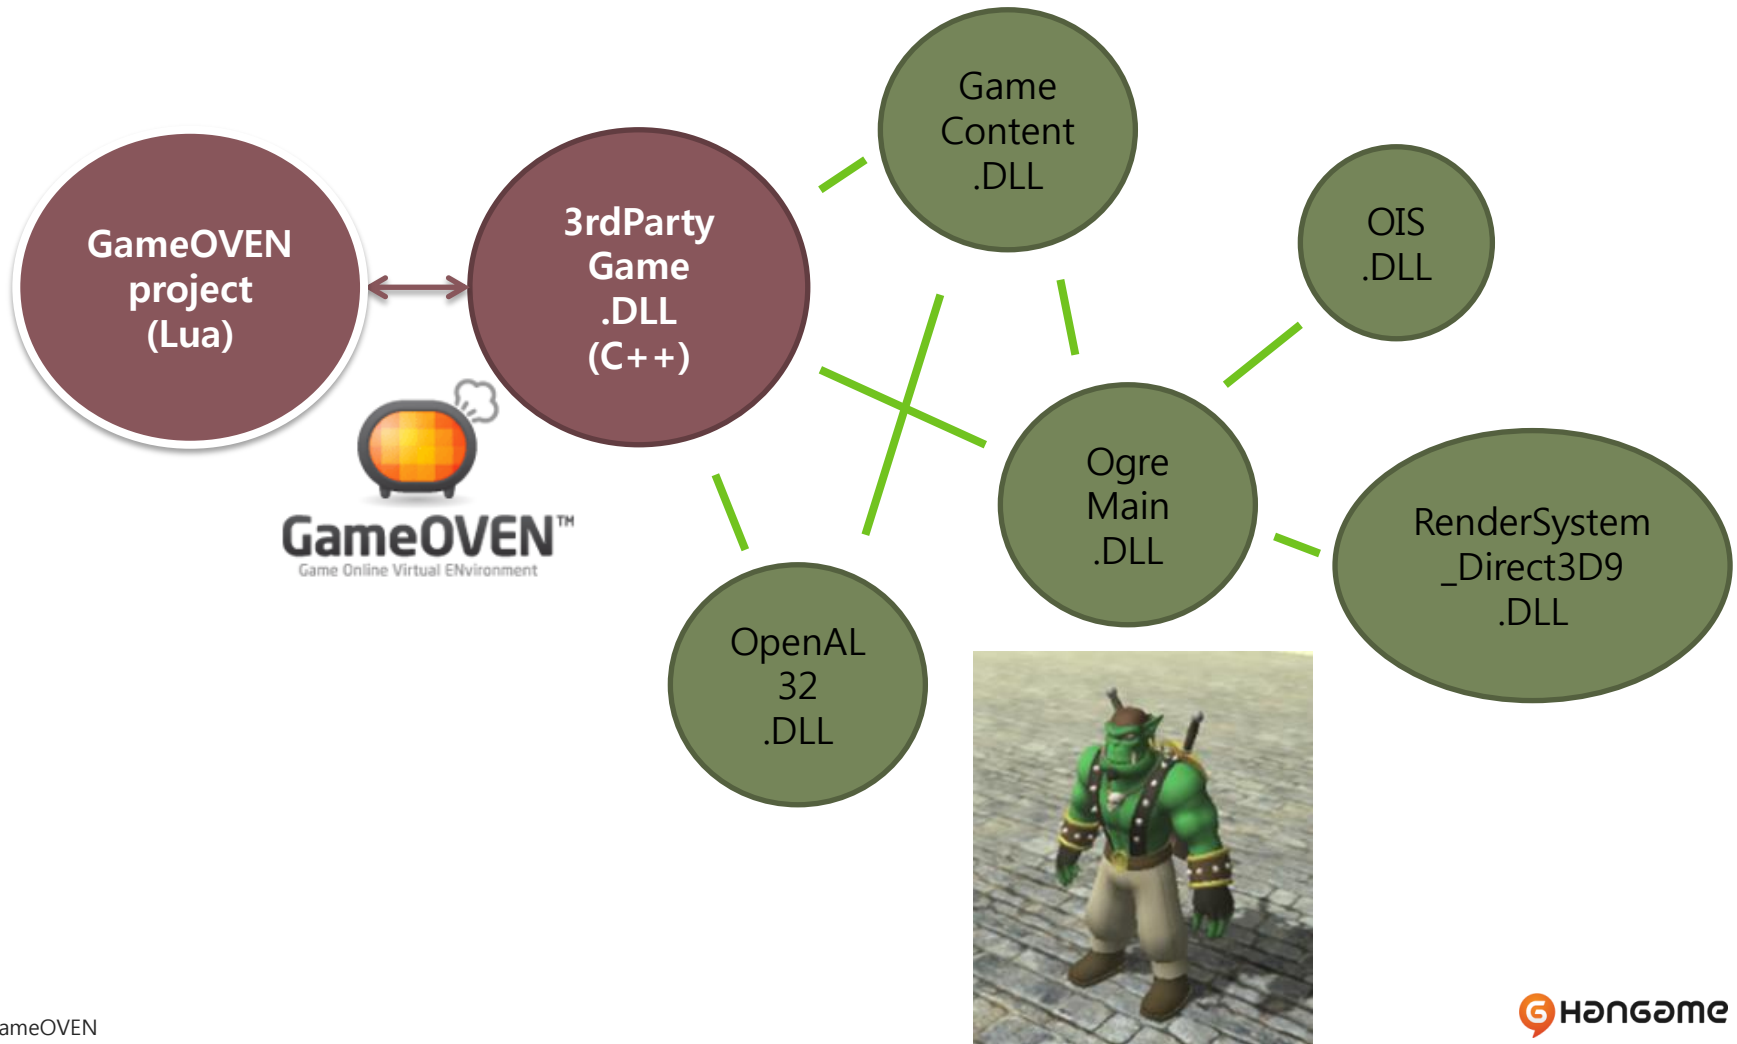 GameOVEN
project
(Lua)
3rdParty
Game
.DLL
(C++)
Game
Content
.DLL
OIS
.DLL
Ogre
Main
.DLL
RenderSystem
_Direct3D9
.DLL
OpenAL
32
.DLL
GameOVEN™
Game Online Virtual ENvironment
ameOVEN
HANGAME